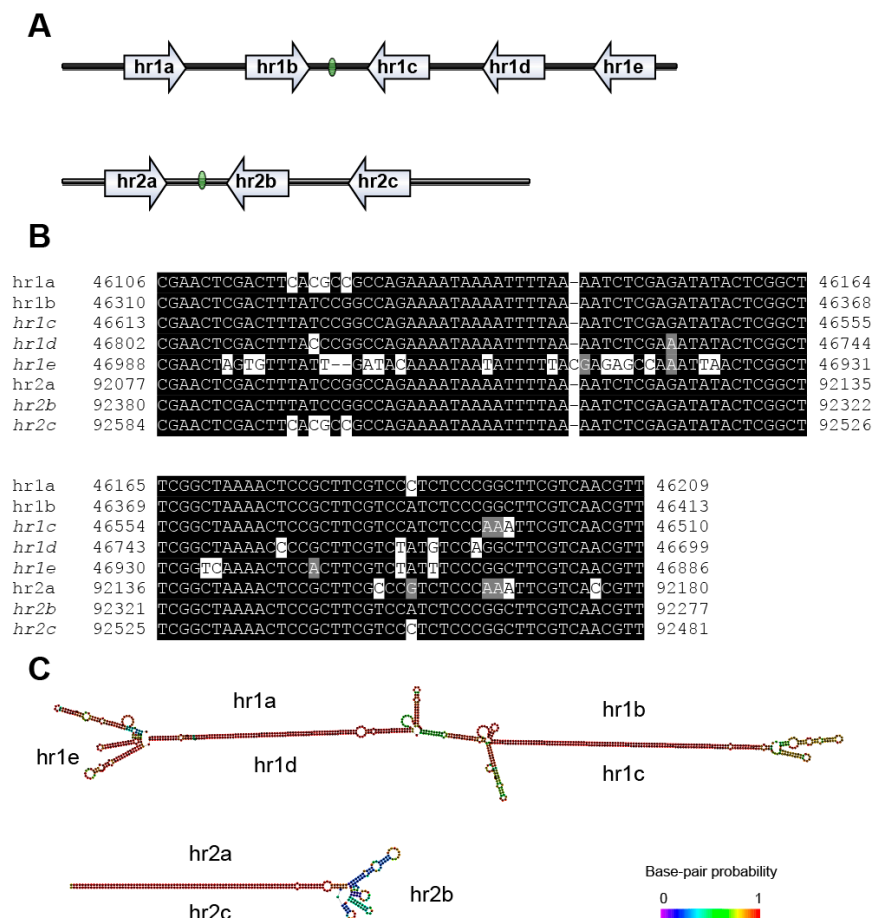 A
hr1a hr1b hr1c hr1d hr1e
hr2a hr2b hr2c
B
hr1a 46106 CGAACTCGACTTCACGCCGCCAGAAAATAAAATTTTAA-AATCTCGAGATATACTCGGCT 46164
hr1b 46310 CGAACTCGACTTTATCCGGCCAGAAAATAAAATTTTAA-AATCTCGAGATATACTCGGCT 46368
hr1c 46613 CGAACTCGACTTTATCCGGCCAGAAAATAAAATTTTAA-AATCTCGAGATATACTCGGCT 46555
hr1d 46802 CGAACTCGACTTTACCCGGCCAGAAAATAAAATTTTAA-AATCTCGAAATATACTCGGCT 46744
hr1e 46988 CGAACTAGTGTTTATT--GATACAAAATAATATTTTTACGAGAGCCAAATTAACTCGGCT 46931
hr2a 92077 CGAACTCGACTTTATCCGGCCAGAAAATAAAATTTTAA-AATCTCGAGATATACTCGGCT 92135
hr2b 92380 CGAACTCGACTTTATCCGGCCAGAAAATAAAATTTTAA-AATCTCGAGATATACTCGGCT 92322
hr2c 92584 CGAACTCGACTTCACGCCGCCAGAAAATAAAATTTTAA-AATCTCGAGATATACTCGGCT 92526
hr1a 46165 TCGGCTAAAACTCCGCTTCGTCCCTCTCCCGGCTTCGTCAACGTT 46209
hr1b 46369 TCGGCTAAAACTCCGCTTCGTCCATCTCCCGGCTTCGTCAACGTT 46413
hr1c 46554 TCGGCTAAAACTCCGCTTCGTCCATCTCCCAAATTCGTCAACGTT 46510
hr1d 46743 TCGGCTAAAACCCCGCTTCGTCTATGTCCAGGCTTCGTCAACGTT 46699
hr1e 46930 TCGGTCAAAACTCCACTTCGTCTATTTCCCGGCTTCGTCAACGTT 46886
hr2a 92136 TCGGCTAAAACTCCGCTTCGCCCGTCTCCCAAATTCGTCACCGTT 92180
hr2b 92321 TCGGCTAAAACTCCGCTTCGTCCATCTCCCGGCTTCGTCAACGTT 92277
hr2c 92525 TCGGCTAAAACTCCGCTTCGTCCCTCTCCCGGCTTCGTCAACGTT 92481
C
hr1a hr1b
hr1e hr1d hr1c
hr2a
hr2b
hr2c
Base-pair probability
0 1